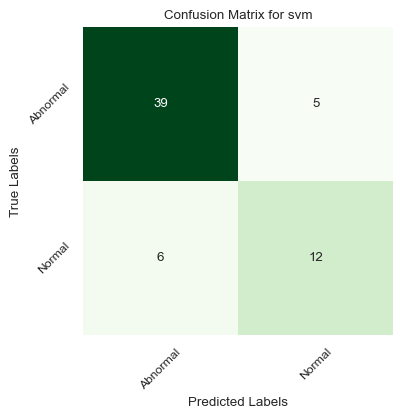 Confusion Matrix for svm
True Labels
Abnormal
39
5
Normal
6
12
Abnormal
Normal
Predicted Labels